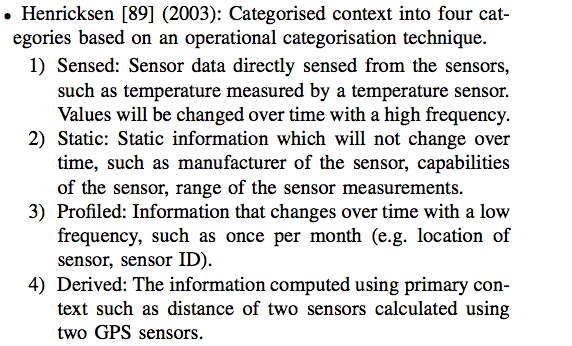 • Henricksen [89] (2003): Categorised context into four cat-
egories based on an operational categorisation technique.
1) Sensed: Sensor data directly sensed from the sensors,
such as temperature measured by a temperature sensor.
Values will be changed over time with a high frequency.
2) Static: Static information which will not change over
time, such as manufacturer of the sensor, capabilities
of the sensor, range of the sensor measurements.
3) Profiled: Information that changes over time with a low
frequency, such as once per month (e.g. location of
sensor, sensor ID).
4) Derived: The information computed using primary con-
text such as distance of two sensors calculated using
two GPS sensors.